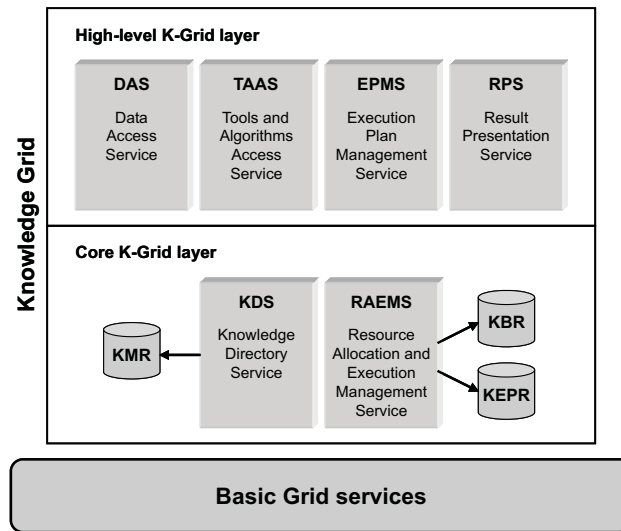 Knowledge Grid
High-level K-Grid layer
DAS
Data
Access
Service
TAAS
Tools and
Algorithms
Access
Service
EPMS
Execution
Plan
Management
Service
RPS
Result
Presentation
Service
Core K-Grid layer
KMR
KDS
Knowledge
Directory
Service
RAEMS
Resource
Allocation and
Execution
Management
Service
KBR
KEPR
Basic Grid services